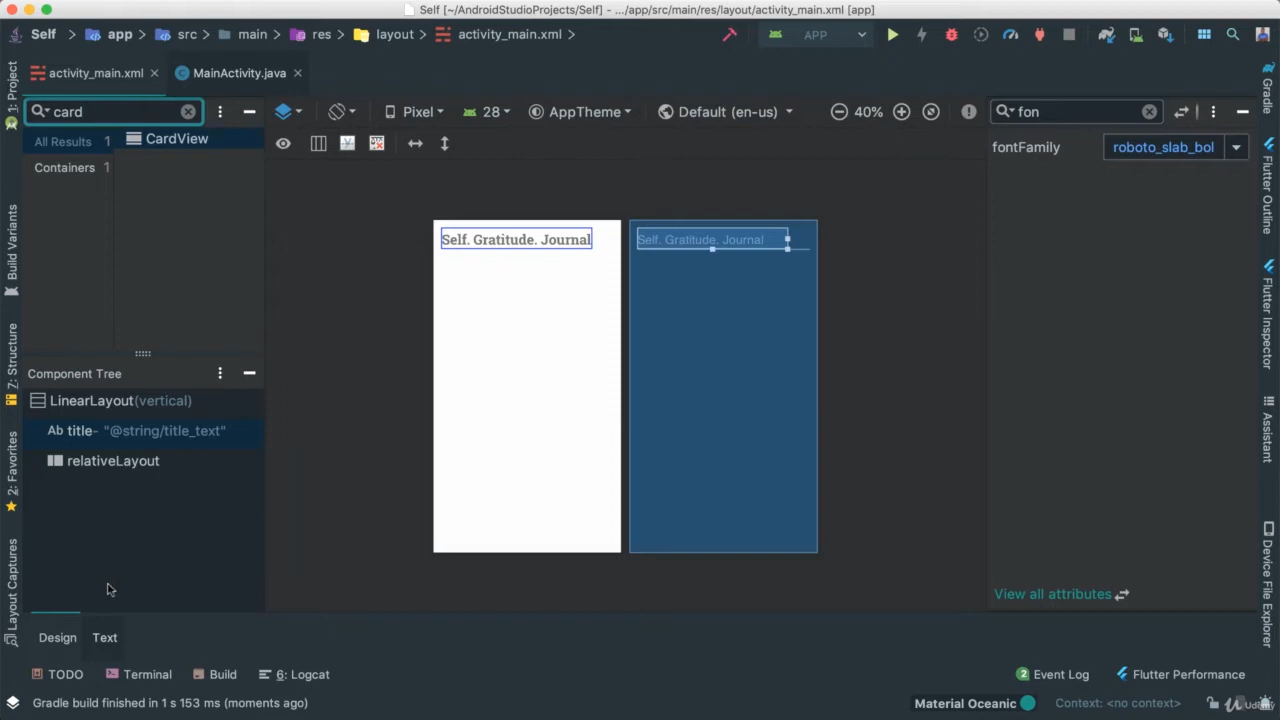 Self [~/AndroidStudioProjects/Self] - .../app/src/main/res/layout/activity_main.xml [app]
Self app src main res layout activity_main.xml APP
activity_main.xml MainActivity.java
card
Pixel 28 AppTheme Default (en-us) 40%
fon
All Results 1 CardView
Containers 1
fontFamily roboto_slab_bol
Self. Gratitude. Journal
Self. Gratitude. Journal
Component Tree
LinearLayout(vertical)
Ab title- "@string/title_text"
relativeLayout
View all attributes
Design Text
TODO Terminal Build 6: Logcat
2 Event Log Flutter Performance
Gradle build finished in 1 s 153 ms (moments ago)
Material Oceanic Context: <no context>
1: Project
Build Variants
7: Structure
2: Favorites
Layout Captures
Gradle
Flutter Outline
Flutter Inspector
Assistant
Device File Explorer
Udemy